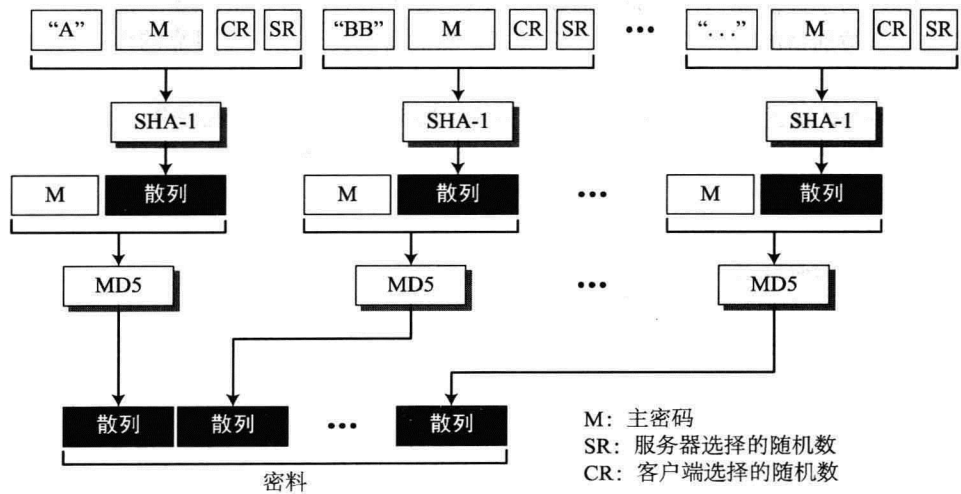 “A” M CR SR “BB” M CR SR ••• “. . .” M CR SR
SHA-1 SHA-1 SHA-1
M 散列 M 散列 ••• M 散列
MD5 MD5 ••• MD5
散列 散列 ••• 散列
密料
M：主密码
SR：服务器选择的随机数
CR：客户端选择的随机数